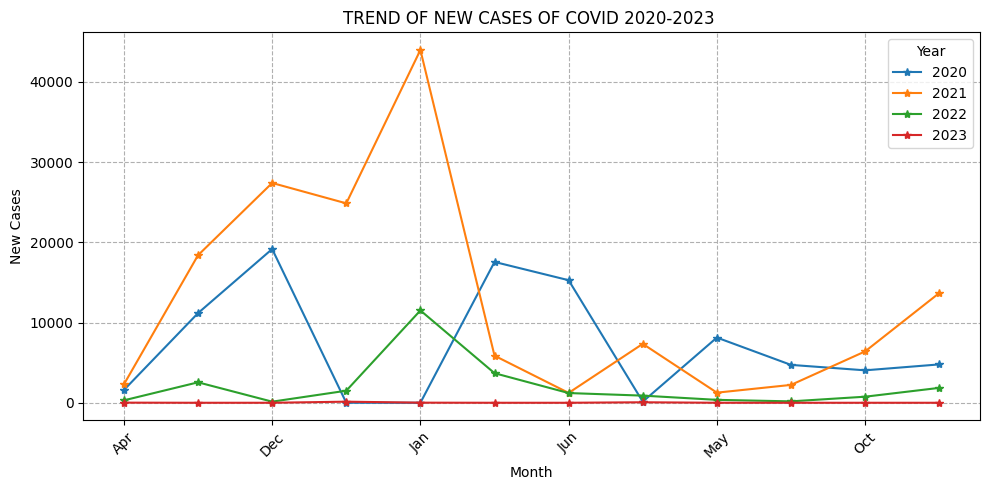 TREND OF NEW CASES OF COVID 2020-2023
Year
2020
2021
2022
2023
40000
30000
20000
10000
0
New Cases
Apr
Dec
Jan
Jun
May
Oct
Month